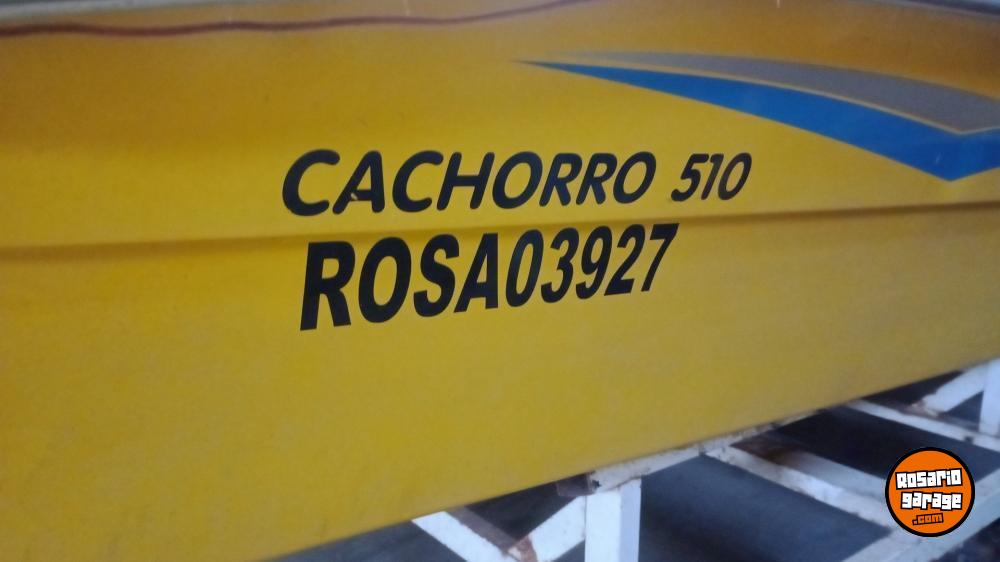 CACHORRO 510
ROSA03927
Rosario
garage
.com